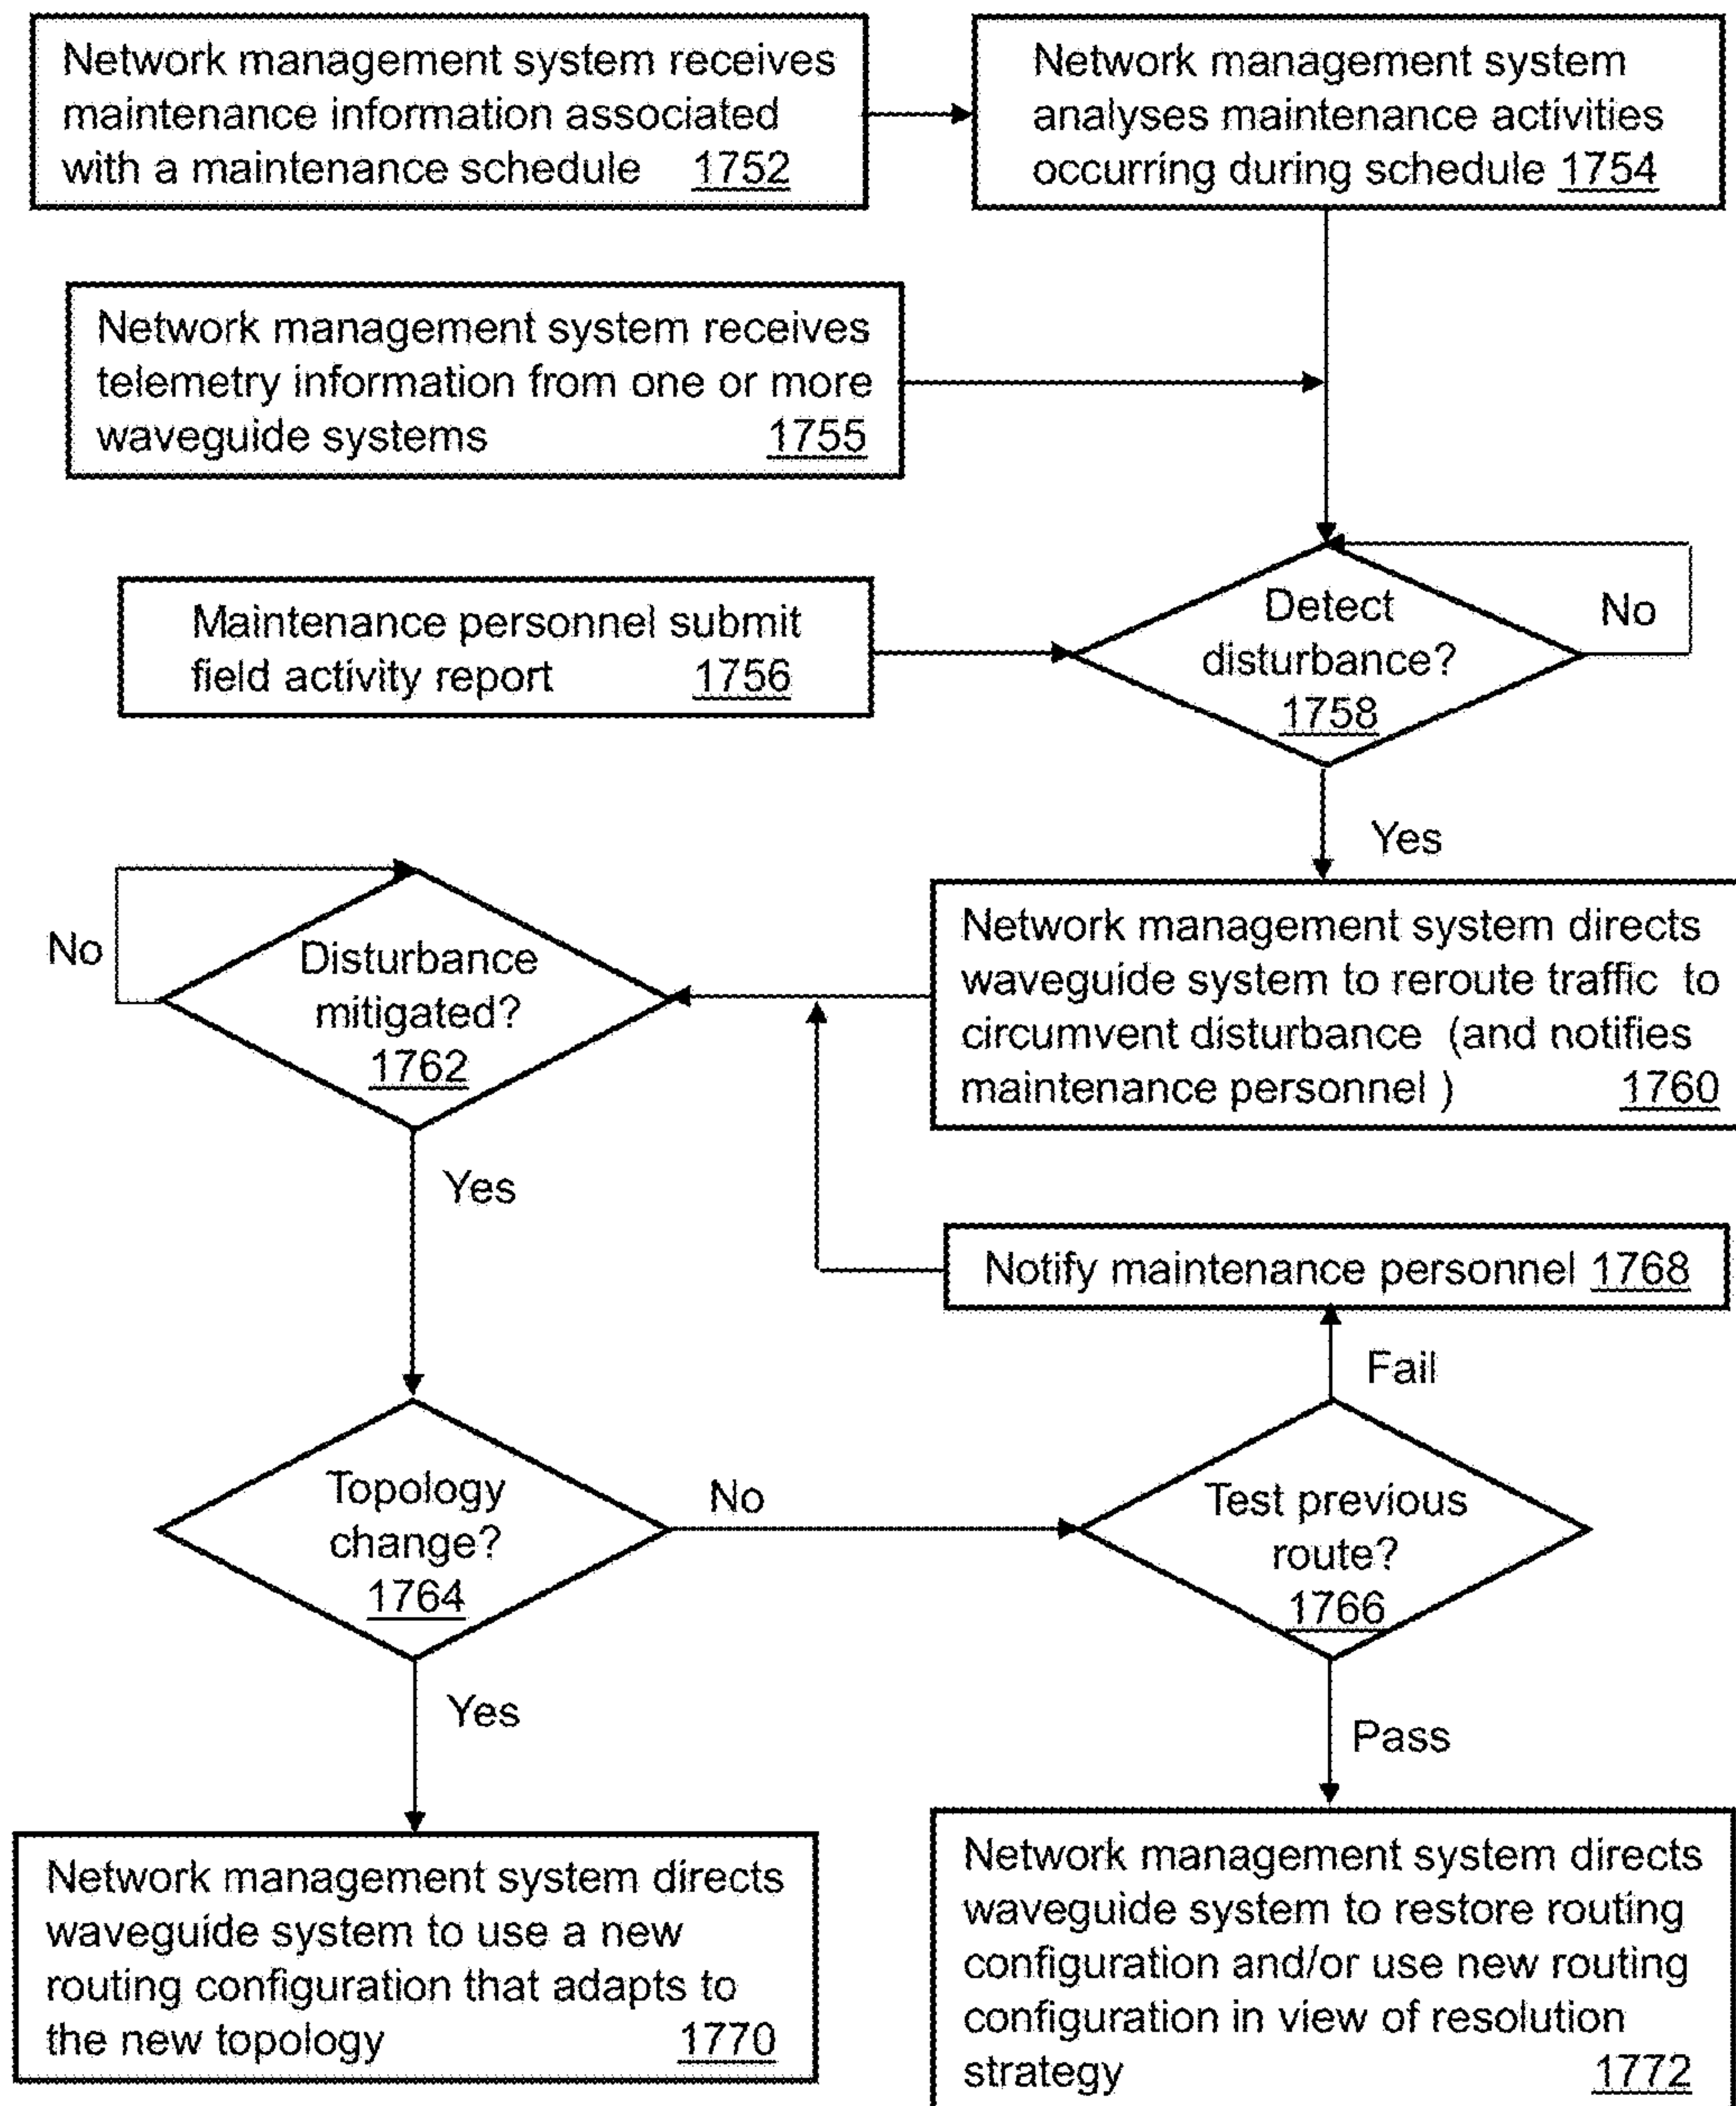 Network management system receives
maintenance information associated
with a maintenance schedule 1752
Network management system
analyses maintenance activities
occurring during schedule 1754
Network management system receives
telemetry information from one or more
waveguide systems 1755
Maintenance personnel submit
field activity report 1756
Detect
disturbance?
1758
No
Yes
Network management system directs
waveguide system to reroute traffic to
circumvent disturbance (and notifies
maintenance personnel ) 1760
No
Disturbance
mitigated?
1762
Yes
Notify maintenance personnel 1768
Fail
Topology
change?
1764
No
Test previous
route?
1766
Yes
Pass
Network management system directs
waveguide system to use a new
routing configuration that adapts to
the new topology 1770
Network management system directs
waveguide system to restore routing
configuration and/or use new routing
configuration in view of resolution
strategy 1772